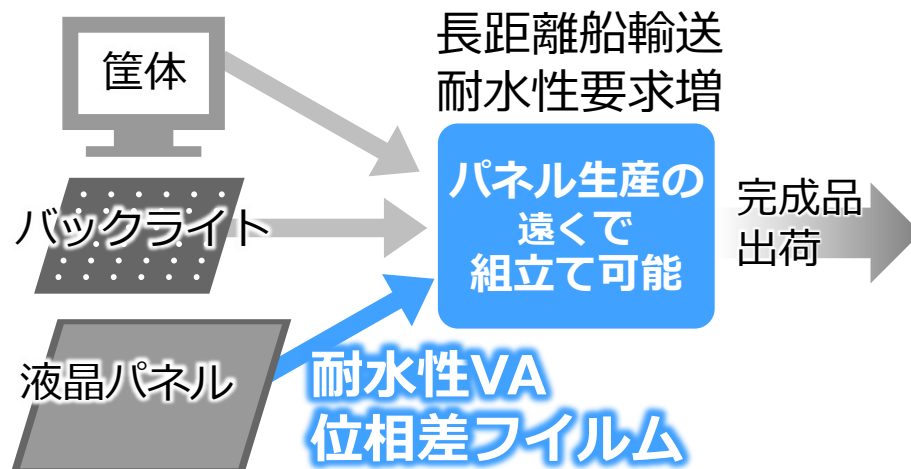 筐体
バックライト
液晶パネル
長距離船輸送
耐水性要求増
パネル生産の
遠くで
組立て可能
完成品
出荷
耐水性VA
位相差フイルム